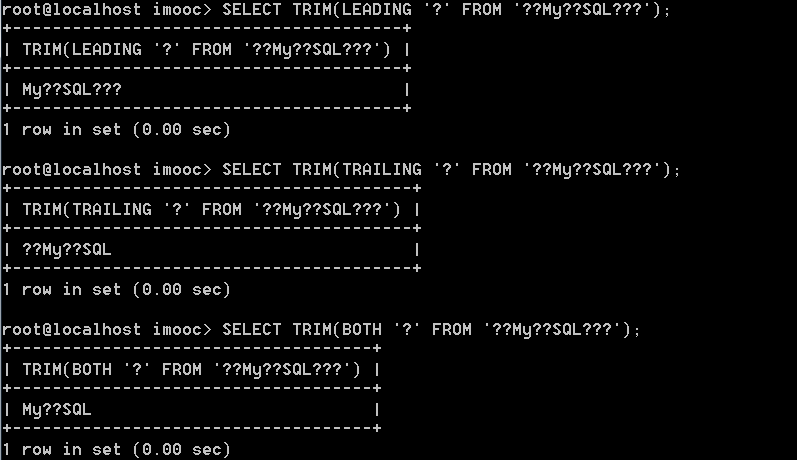 root@localhost imooc> SELECT TRIM(LEADING '?' FROM '??My??SQL???');
+----------------------------------------+
| TRIM(LEADING '?' FROM '??My??SQL???') |
+----------------------------------------+
| My??SQL??? |
+----------------------------------------+
1 row in set (0.00 sec)
root@localhost imooc> SELECT TRIM(TRAILING '?' FROM '??My??SQL???');
+-----------------------------------------+
| TRIM(TRAILING '?' FROM '??My??SQL???') |
+-----------------------------------------+
| ??My??SQL |
+-----------------------------------------+
1 row in set (0.00 sec)
root@localhost imooc> SELECT TRIM(BOTH '?' FROM '??My??SQL???');
+-------------------------------------+
| TRIM(BOTH '?' FROM '??My??SQL???') |
+-------------------------------------+
| My??SQL |
+-------------------------------------+
1 row in set (0.00 sec)